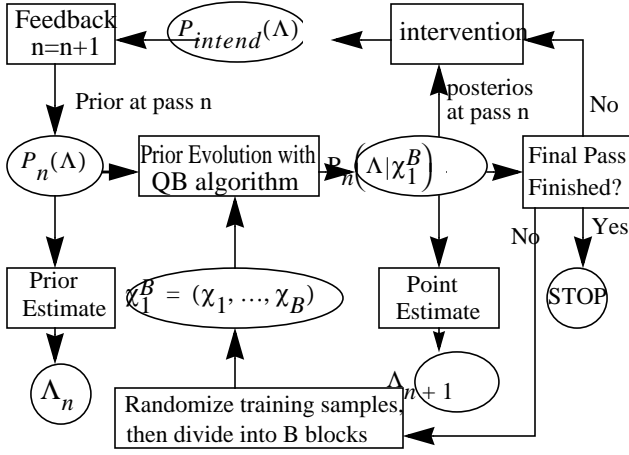 Feedback
n=n+1
P_intend(Λ)
intervention
Prior at pass n
posterios
at pass n
No
P_n(Λ)
Prior Evolution with
QB algorithm
P_n(Λ|χ_1^B)
Final Pass
Finished?
No
Yes
Prior
Estimate
χ_1^B = (χ_1, …, χ_B)
Point
Estimate
STOP
Λ_n
Λ_n + 1
Randomize training samples,
then divide into B blocks